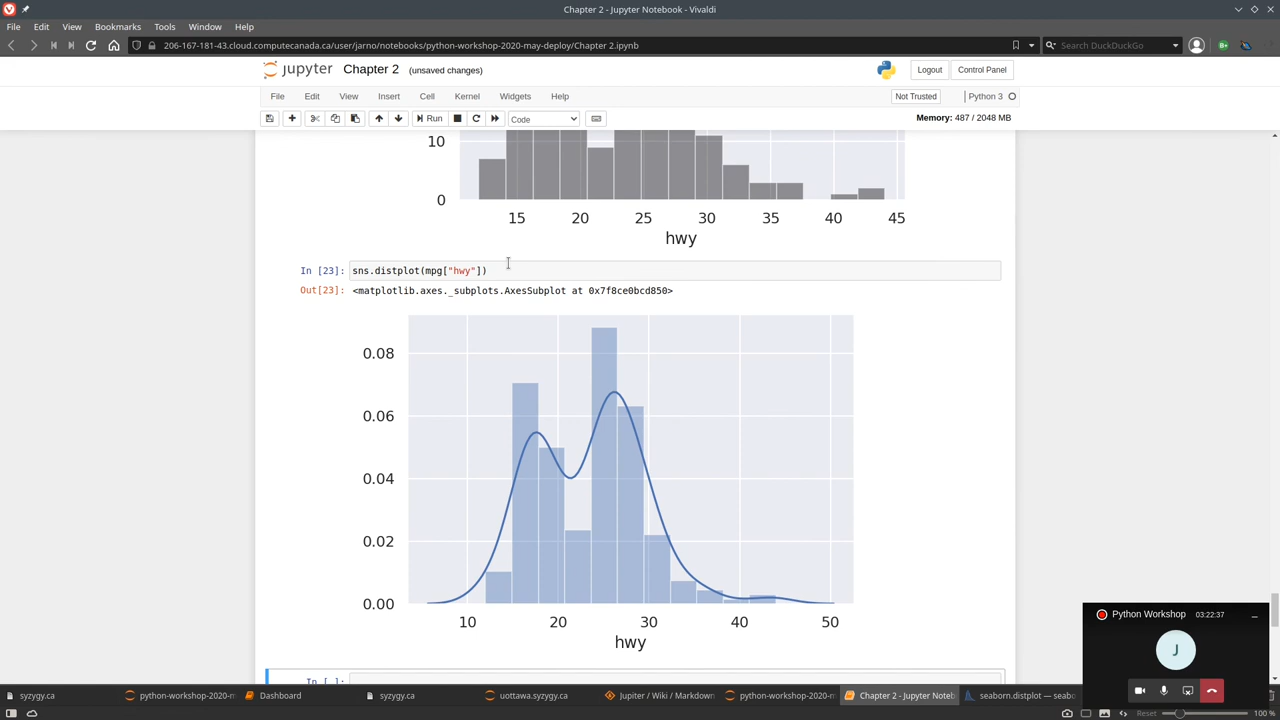 Chapter 2 - Jupyter Notebook - Vivaldi
File Edit View Bookmarks Tools Window Help
206-167-181-43.cloud.computecanada.ca/user/jarno/notebooks/python-workshop-2020-may-deploy/Chapter 2.ipynb
Search DuckDuckGo
jupyter Chapter 2 (unsaved changes)
Logout Control Panel
File Edit View Insert Cell Kernel Widgets Help
Not Trusted Python 3
Run Code
Memory: 487 / 2048 MB
10
0
15 20 25 30 35 40 45
hwy
In [23]: sns.distplot(mpg["hwy"])
Out[23]: <matplotlib.axes._subplots.AxesSubplot at 0x7f8ce0bcd850>
0.08
0.06
0.04
0.02
0.00
10 20 30 40 50
hwy
Python Workshop 03:22:37
J
In [ ]:
syzygy.ca python-workshop-2020-m Dashboard syzygy.ca uottawa.syzygy.ca Jupiter / Wiki / Markdown python-workshop-2020-m Chapter 2 - Jupyter Noteb seaborn.distplot — seab
Reset 100 %